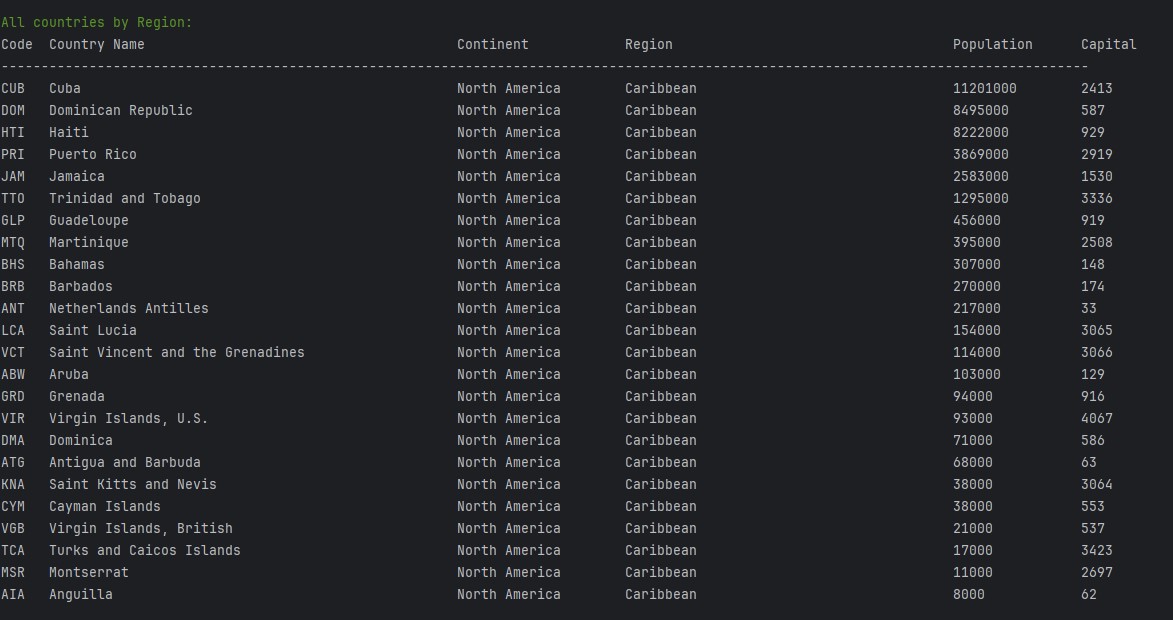 All countries by Region:
Code  Country Name                                       Continent            Region                                   Population      Capital
----------------------------------------------------------------------------------------------------------------------------------------
CUB   Cuba                                               North America        Caribbean                                11201000        2413
DOM   Dominican Republic                                 North America        Caribbean                                8495000         587
HTI   Haiti                                              North America        Caribbean                                8222000         929
PRI   Puerto Rico                                        North America        Caribbean                                3869000         2919
JAM   Jamaica                                            North America        Caribbean                                2583000         1530
TTO   Trinidad and Tobago                                North America        Caribbean                                1295000         3336
GLP   Guadeloupe                                         North America        Caribbean                                456000          919
MTQ   Martinique                                         North America        Caribbean                                395000          2508
BHS   Bahamas                                            North America        Caribbean                                307000          148
BRB   Barbados                                           North America        Caribbean                                270000          174
ANT   Netherlands Antilles                               North America        Caribbean                                217000          33
LCA   Saint Lucia                                        North America        Caribbean                                154000          3065
VCT   Saint Vincent and the Grenadines                   North America        Caribbean                                114000          3066
ABW   Aruba                                              North America        Caribbean                                103000          129
GRD   Grenada                                            North America        Caribbean                                94000           916
VIR   Virgin Islands, U.S.                               North America        Caribbean                                93000           4067
DMA   Dominica                                           North America        Caribbean                                71000           586
ATG   Antigua and Barbuda                                North America        Caribbean                                68000           63
KNA   Saint Kitts and Nevis                              North America        Caribbean                                38000           3064
CYM   Cayman Islands                                     North America        Caribbean                                38000           553
VGB   Virgin Islands, British                            North America        Caribbean                                21000           537
TCA   Turks and Caicos Islands                           North America        Caribbean                                17000           3423
MSR   Montserrat                                         North America        Caribbean                                11000           2697
AIA   Anguilla                                           North America        Caribbean                                8000            62